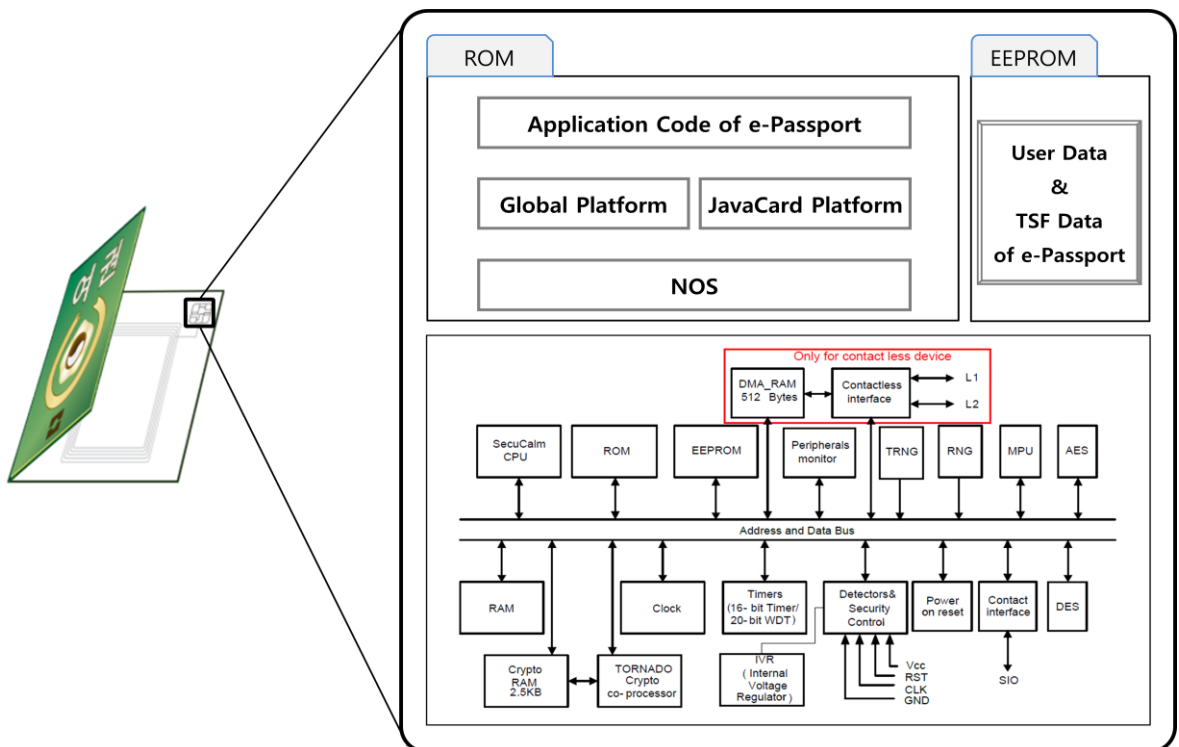 ROM
EEPROM
Application Code of e-Passport
Global Platform
JavaCard Platform
NOS
User Data
&
TSF Data
of e-Passport
Only for contact less device
DMA_RAM
512 Bytes
Contactless
interface
L1
L2
SecuCalm
CPU
ROM
EEPROM
Peripherals
monitor
TRNG
RNG
MPU
AES
Address and Data Bus
RAM
Clock
Timers
(16- bit Timer/
20- bit WDT)
Detectors&
Security
Control
Power
on reset
Contact
interface
DES
Crypto
RAM
2.5KB
TORNADO
Crypto
co- processor
IVR
( Internal
Voltage
Regulator )
Vcc
RST
CLK
GND
SIO